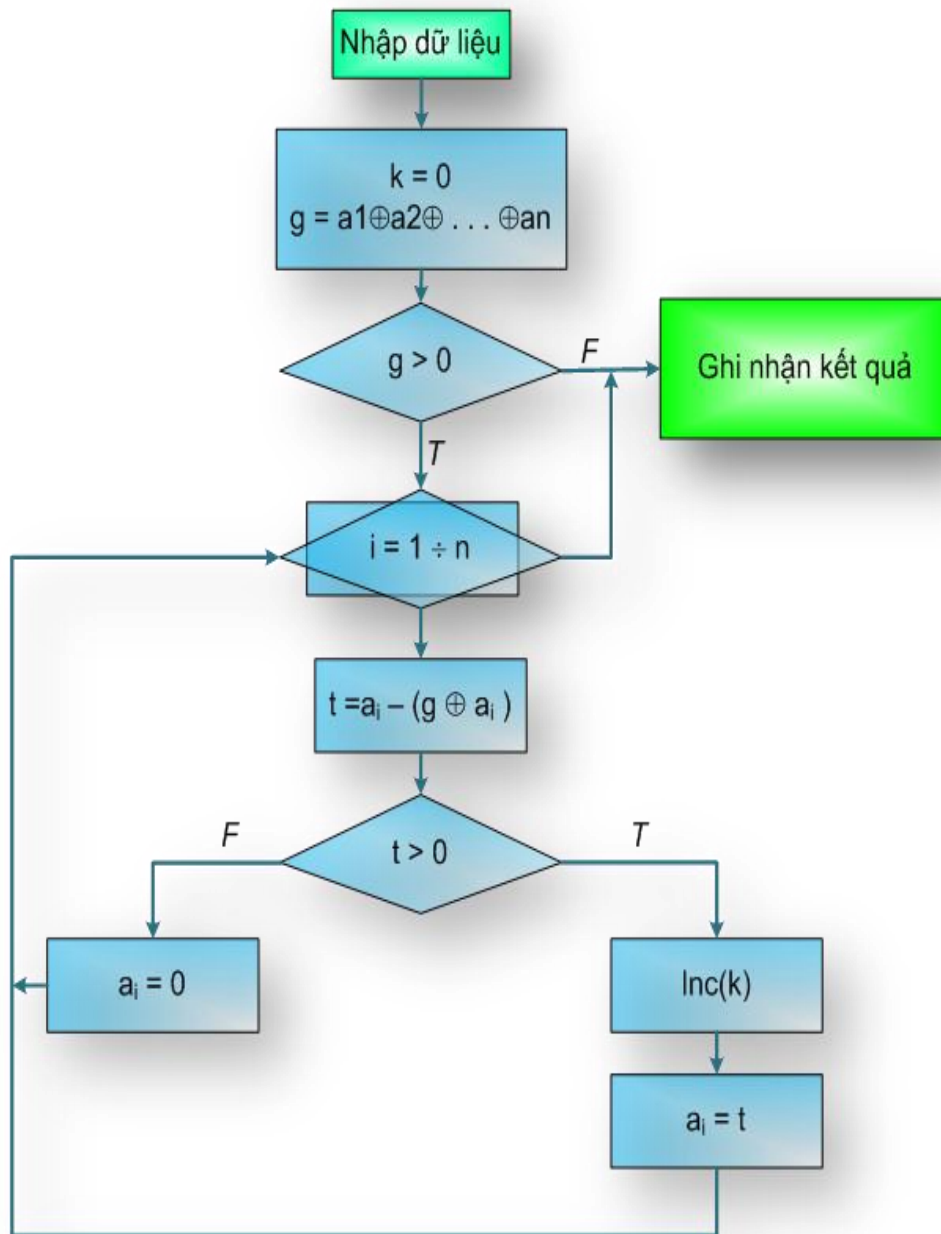 Nhập dữ liệu
k = 0
g = a1⊕a2⊕ . . . ⊕an
g > 0
F
Ghi nhận kết quả
T
i = 1 ÷ n
t =aᵢ – (g ⊕ aᵢ )
F
T
t > 0
aᵢ = 0
Inc(k)
aᵢ = t